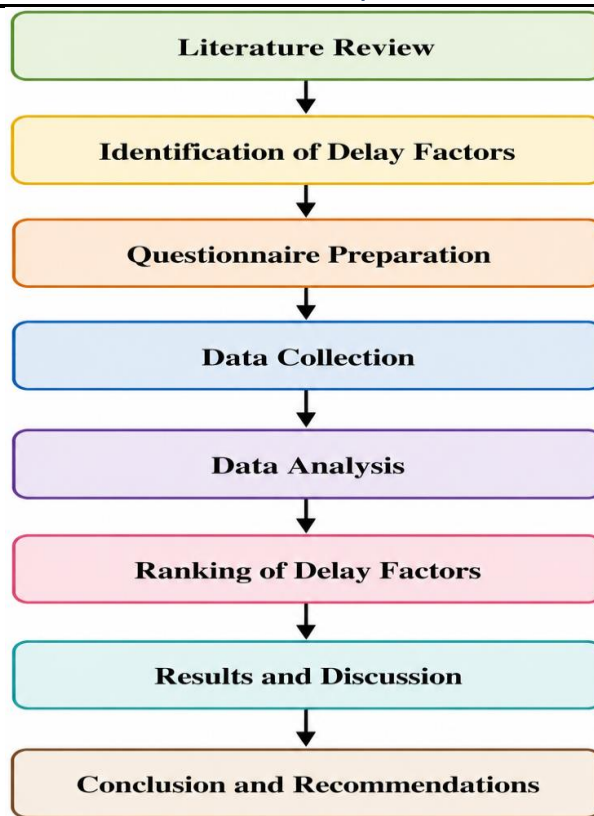 Literature Review
Identification of Delay Factors
Questionnaire Preparation
Data Collection
Data Analysis
Ranking of Delay Factors
Results and Discussion
Conclusion and Recommendations